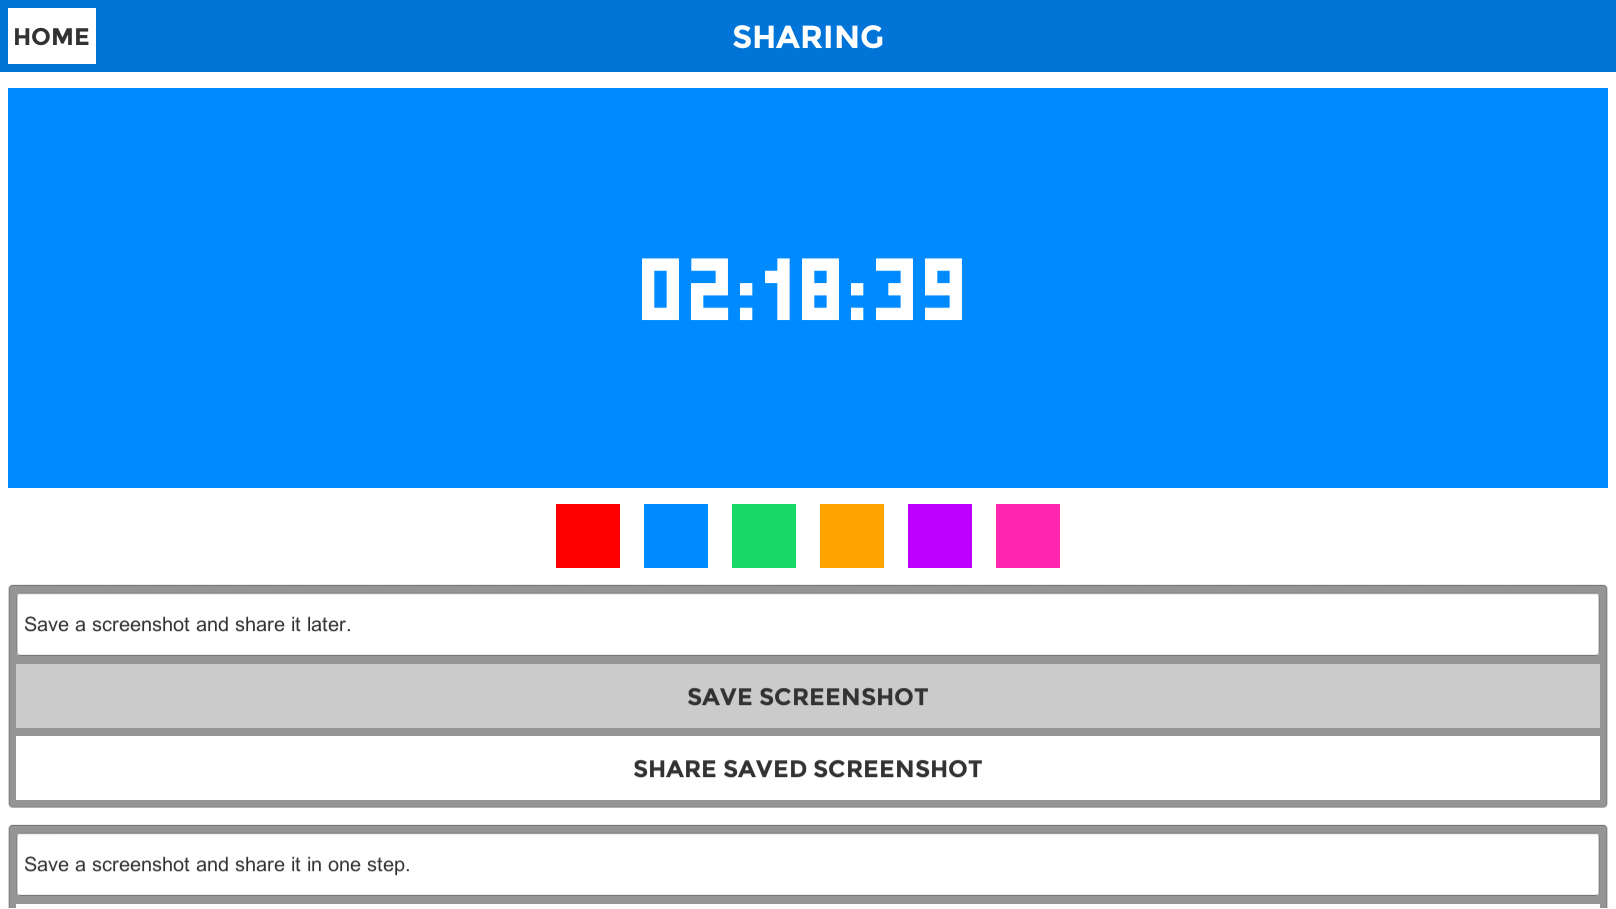 HOME
SHARING
02:18:39
Save a screenshot and share it later.
SAVE SCREENSHOT
SHARE SAVED SCREENSHOT
Save a screenshot and share it in one step.